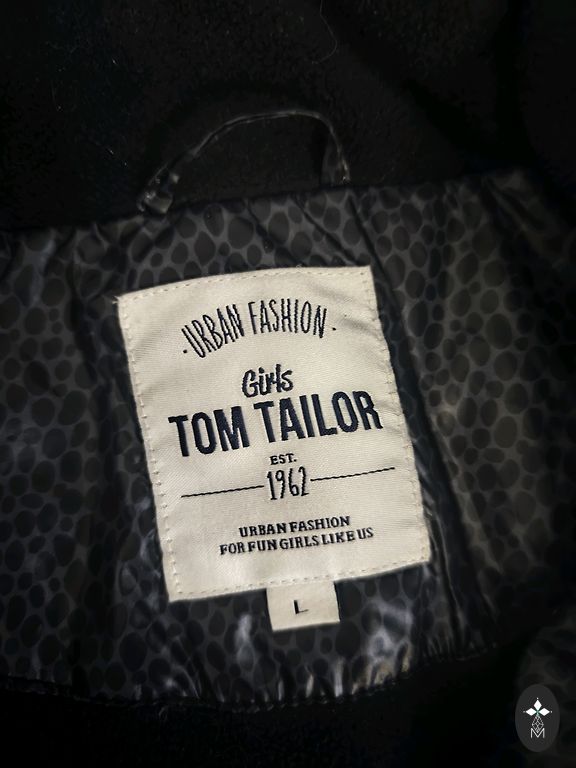 ·URBAN FASHION·
Girls
TOM TAILOR
EST.
1962
URBAN FASHION
FOR FUN GIRLS LIKE US
L
M